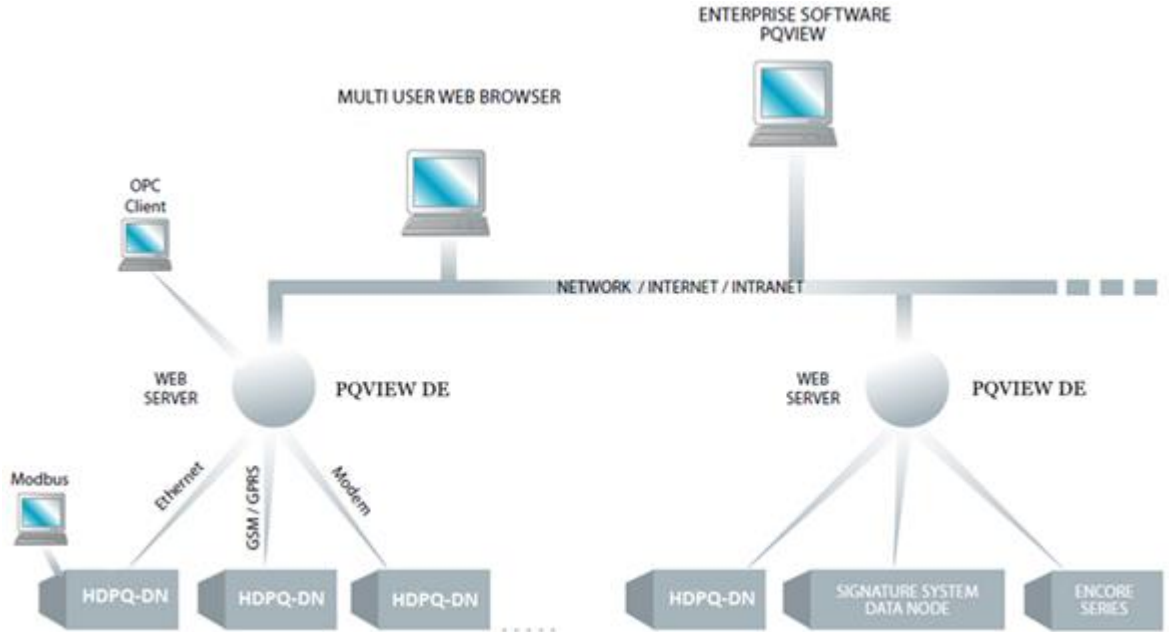 ENTERPRISE SOFTWARE
PQVIEW
MULTI USER WEB BROWSER
OPC
Client
NETWORK / INTERNET / INTRANET
WEB
SERVER
PQVIEW DE
WEB
SERVER
PQVIEW DE
Modbus
Ethernet
GSM / GPRS
Modem
HDPQ-DN
HDPQ-DN
HDPQ-DN
HDPQ-DN
SIGNATURE SYSTEM
DATA NODE
ENCORE
SERIES